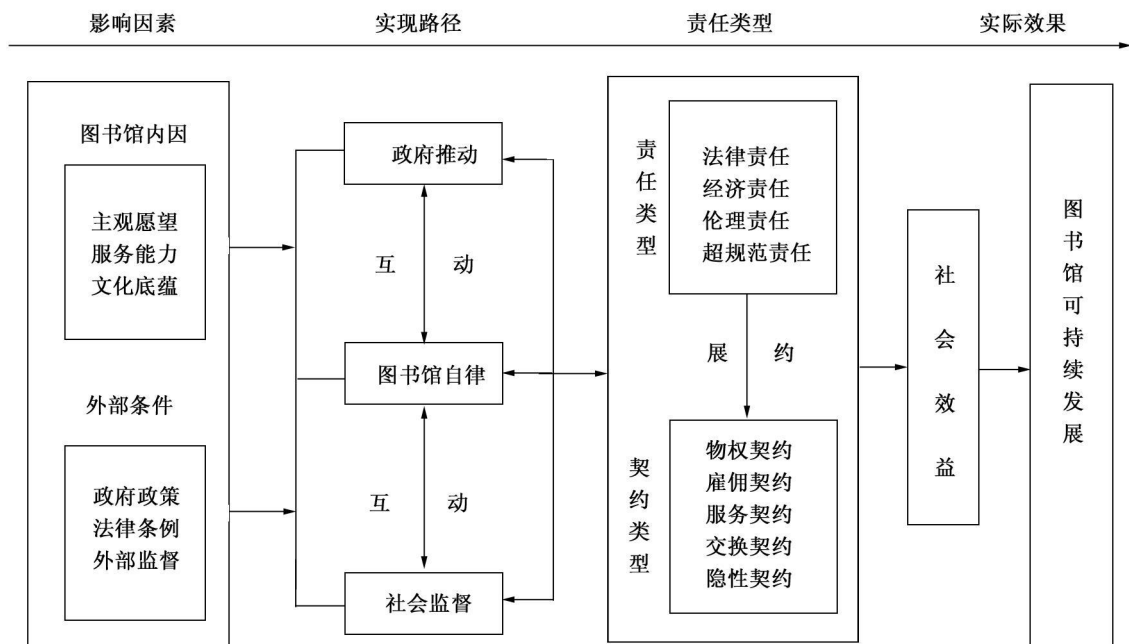 影响因素
实现路径
责任类型
实际效果
图书馆内因
主观愿望
服务能力
文化底蕴
外部条件
政府政策
法律条例
外部监督
政府推动
互 动
图书馆自律
互 动
社会监督
责任类型
法律责任
经济责任
伦理责任
超规范责任
展 约
契约类型
物权契约
雇佣契约
服务契约
交换契约
隐性契约
社会效益
图书馆可持续发展